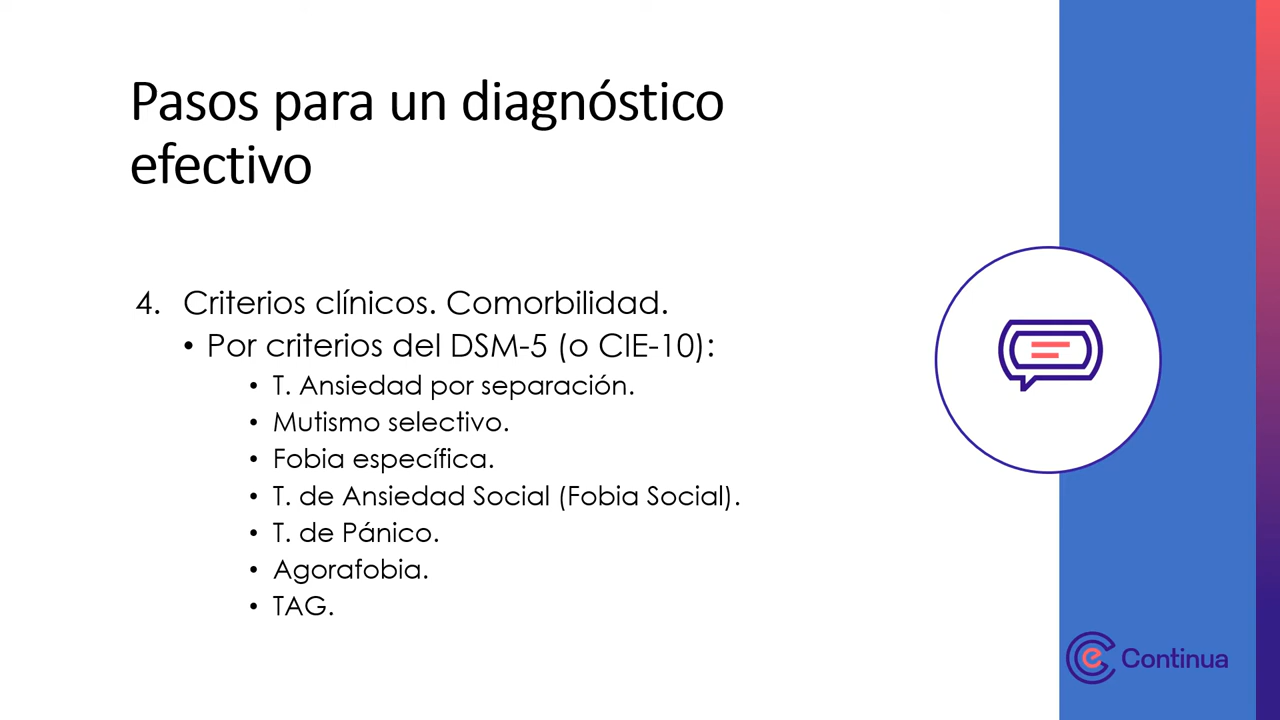 Pasos para un diagnóstico
efectivo
4. Criterios clínicos. Comorbilidad.
• Por criterios del DSM-5 (o CIE-10):
• T. Ansiedad por separación.
• Mutismo selectivo.
• Fobia específica.
• T. de Ansiedad Social (Fobia Social).
• T. de Pánico.
• Agorafobia.
• TAG.
e Continua